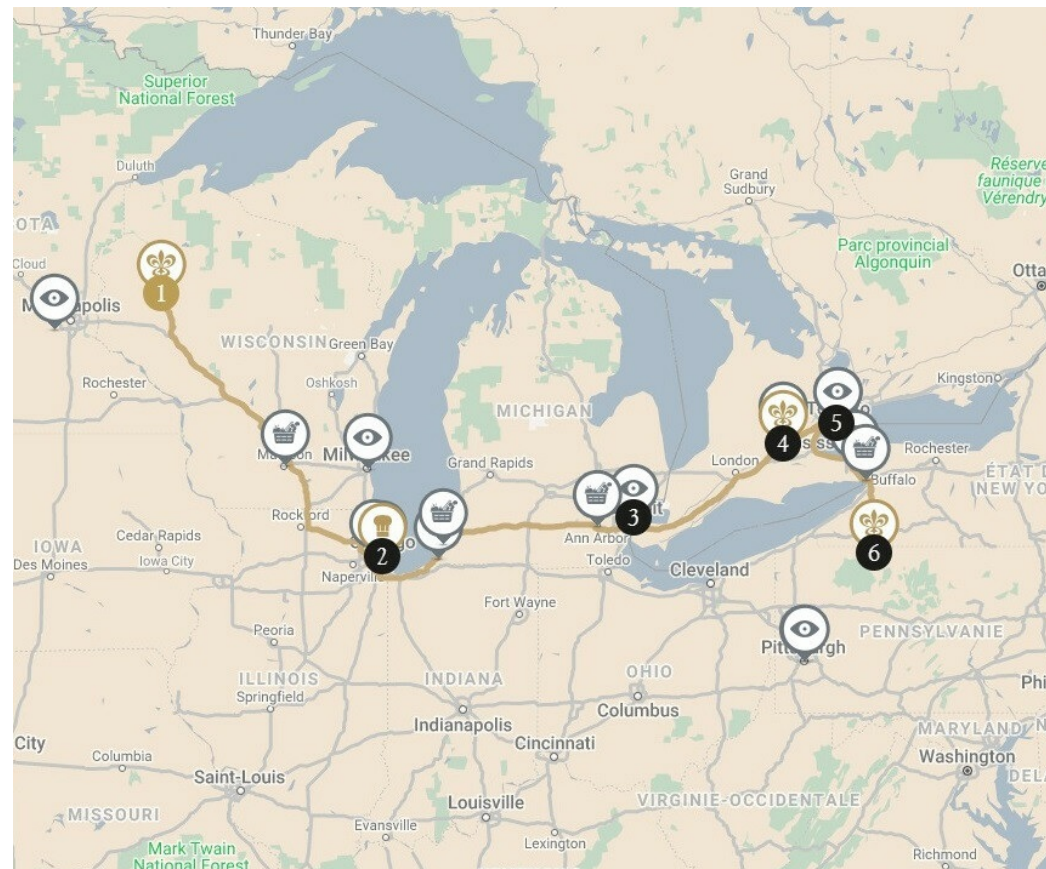 Thunder Bay
Superior
National Forest
Duluth
Grand
Sudbury
Réserve
faunique
Vérendry
OTA
Parc provincial
Algonquin
Cloud
Otta
1
apolis
WISCONSIN
Green Bay
Oshkosh
Rochester
Kingston
MICHIGAN
4
5
Grand Rapids
London
Rochester
Buffalo
ÉTAT D
NEW YO
Rockford
3
Ann Arbor
Cedar Rapids
IOWA
Iowa City
Des Moines
2
Napervil
Toledo
Cleveland
6
Fort Wayne
Peoria
PENNSYLVANIE
ILLINOIS
Springfield
INDIANA
OHIO
Columbus
Phi
Indianapolis
City
Columbia
Cincinnati
MARYLAND
Washington
DEL
Saint-Louis
Louisville
VIRGINIE-OCCIDENTALE
MISSOURI
Evansville
Lexington
Mark Twain
National Forest
Richmond